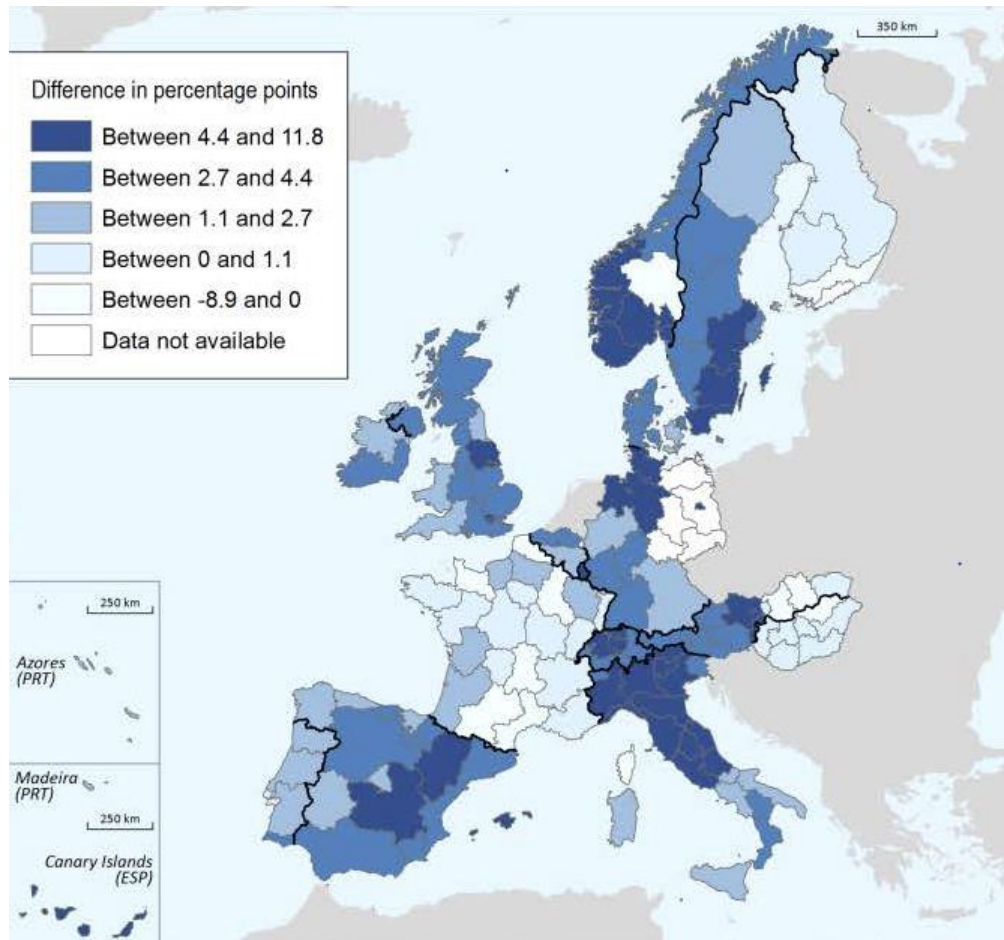 350 km
Difference in percentage points
Between 4.4 and 11.8
Between 2.7 and 4.4
Between 1.1 and 2.7
Between 0 and 1.1
Between -8.9 and 0
Data not available
250 km
Azores
(PRT)
Madeira
(PRT)
250 km
Canary Islands
(ESP)